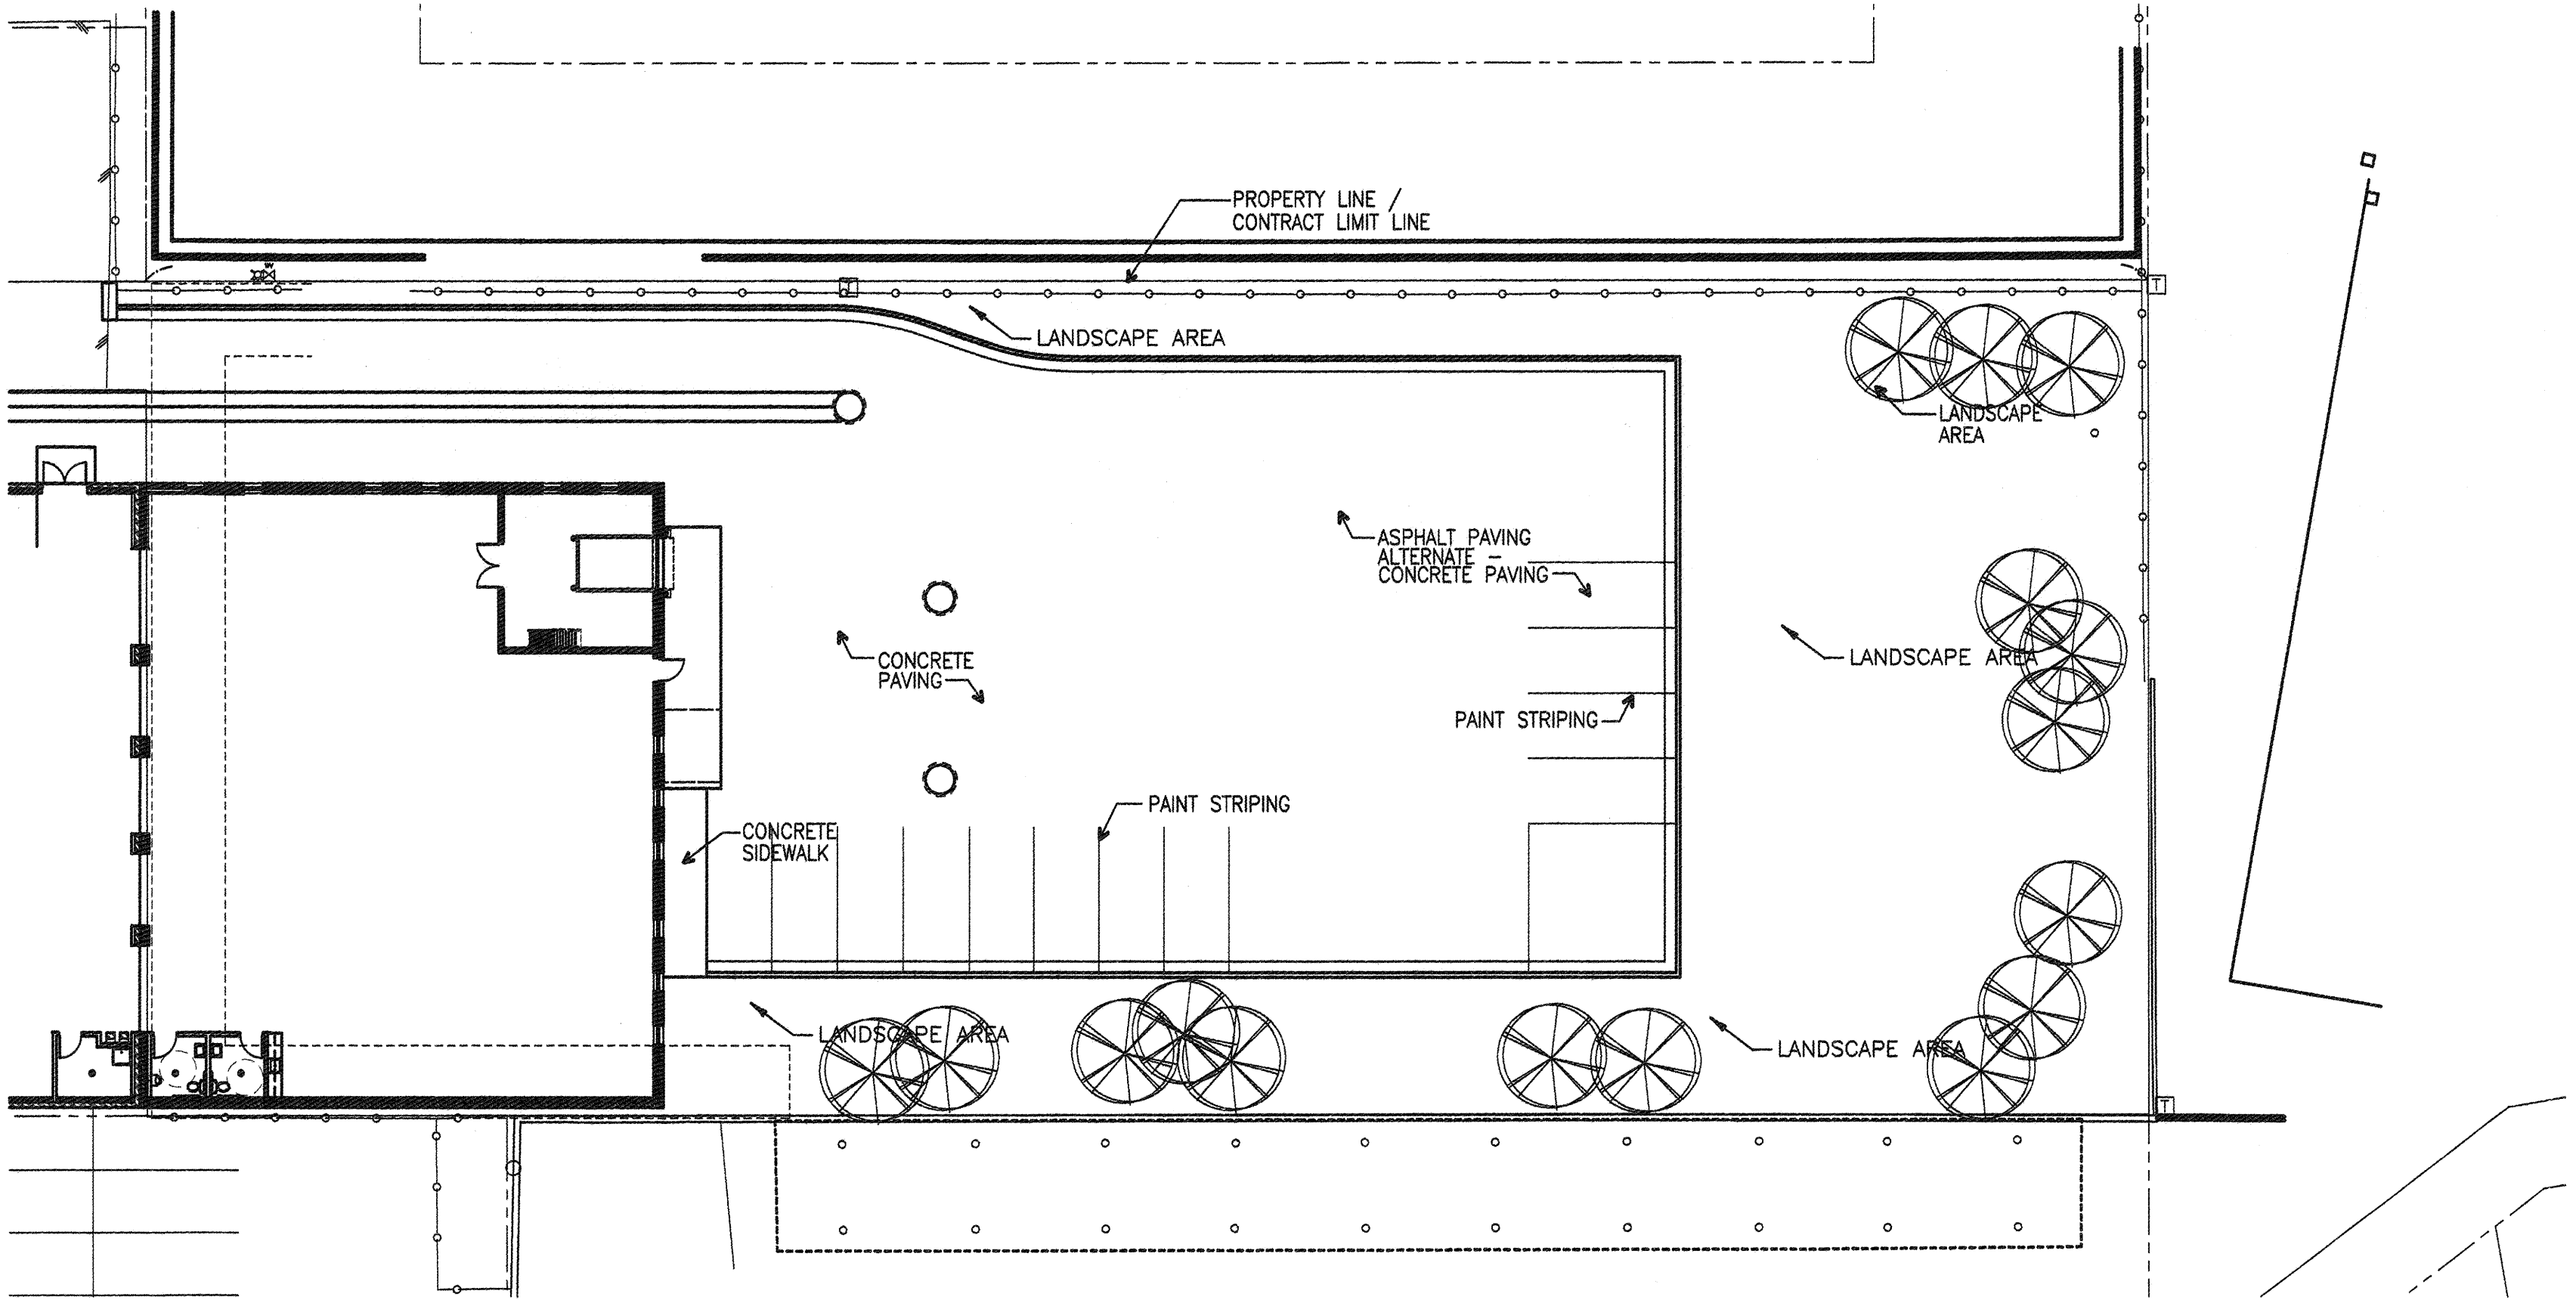 PROPERTY LINE /
CONTRACT LIMIT LINE
W
T
T
LANDSCAPE AREA
LANDSCAPE
AREA
ASPHALT PAVING
ALTERNATE –
CONCRETE PAVING
CONCRETE
PAVING
LANDSCAPE AREA
PAINT STRIPING
PAINT STRIPING
CONCRETE
SIDEWALK
LANDSCAPE AREA
LANDSCAPE AREA
T